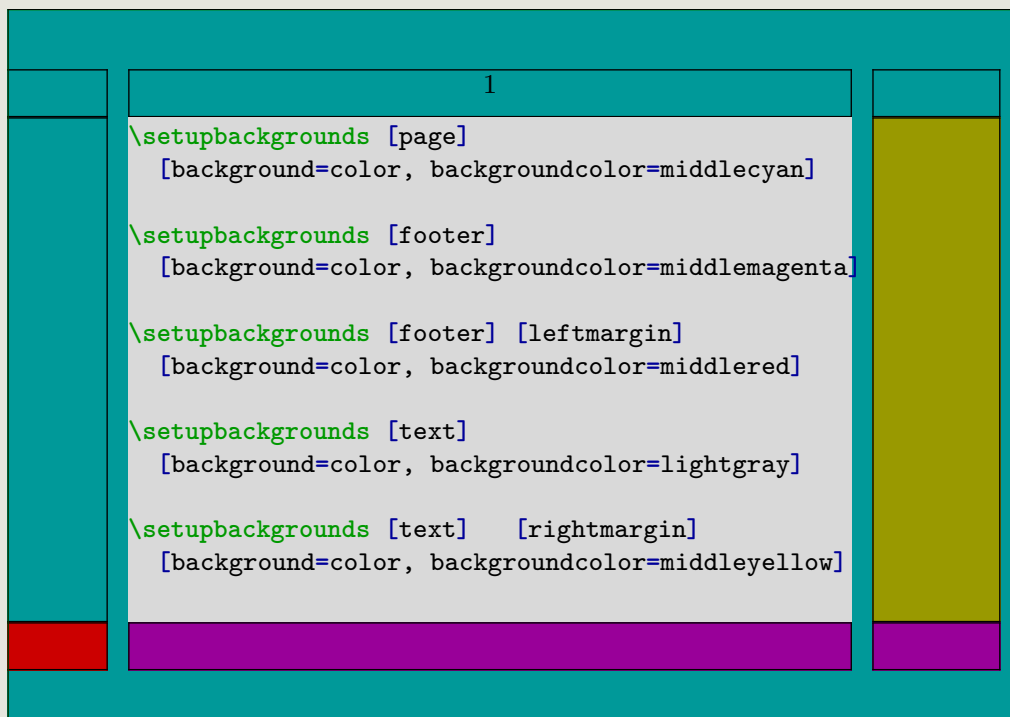 1
\setupbackgrounds [page]
  [background=color, backgroundcolor=middlecyan]
\setupbackgrounds [footer]
  [background=color, backgroundcolor=middlemagenta]
\setupbackgrounds [footer] [leftmargin]
  [background=color, backgroundcolor=middlered]
\setupbackgrounds [text]
  [background=color, backgroundcolor=lightgray]
\setupbackgrounds [text]   [rightmargin]
  [background=color, backgroundcolor=middleyellow]